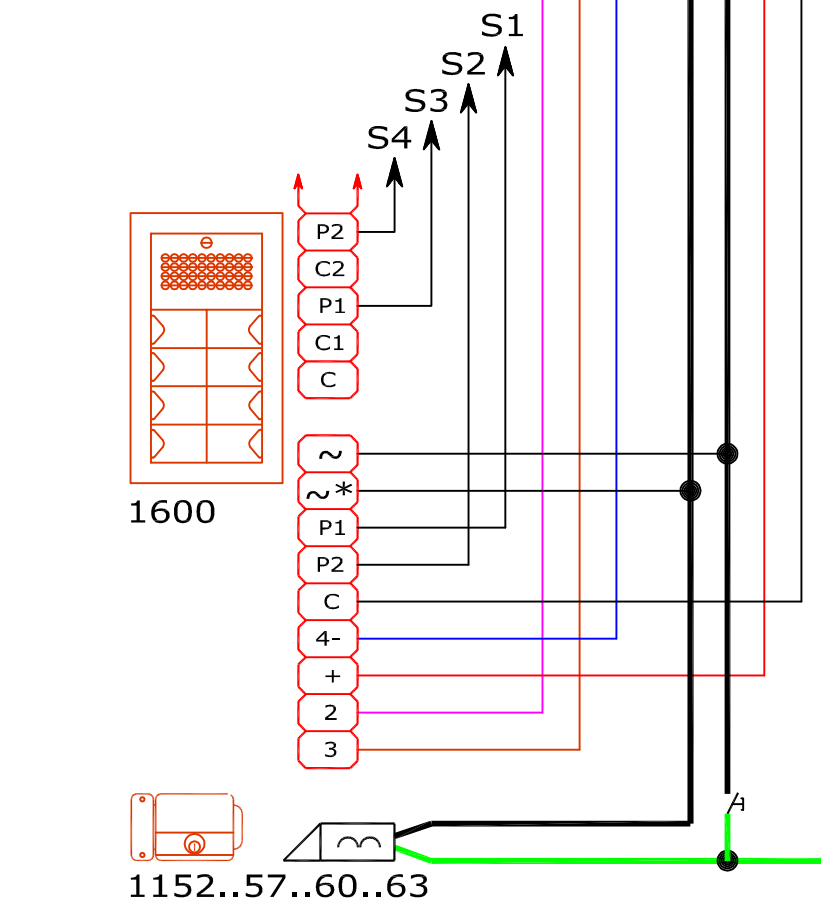 S1
S2
S3
S4
P2
C2
P1
C1
C
~
~*
1600
P1
P2
C
4-
+
2
3
1152..57..60..63